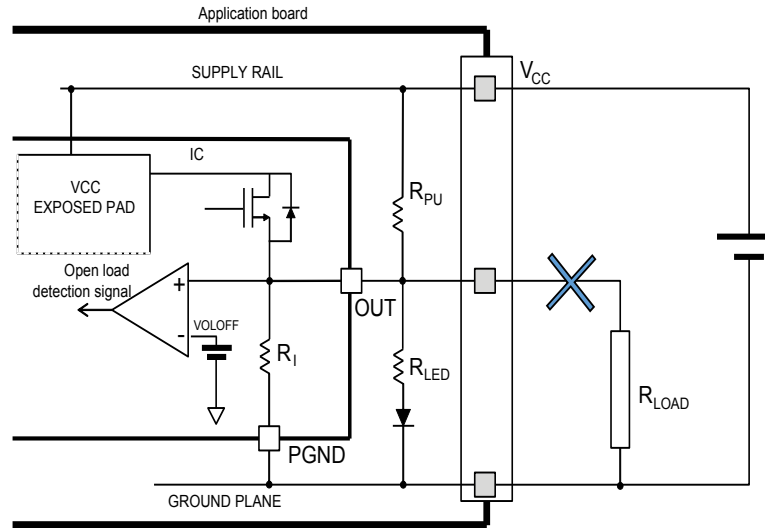 Application board
SUPPLY RAIL
VCC
IC
VCC
EXPOSED PAD
RPU
Open load
detection signal
+
-
VOLOFF
OUT
RI
RLED
RLOAD
PGND
GROUND PLANE